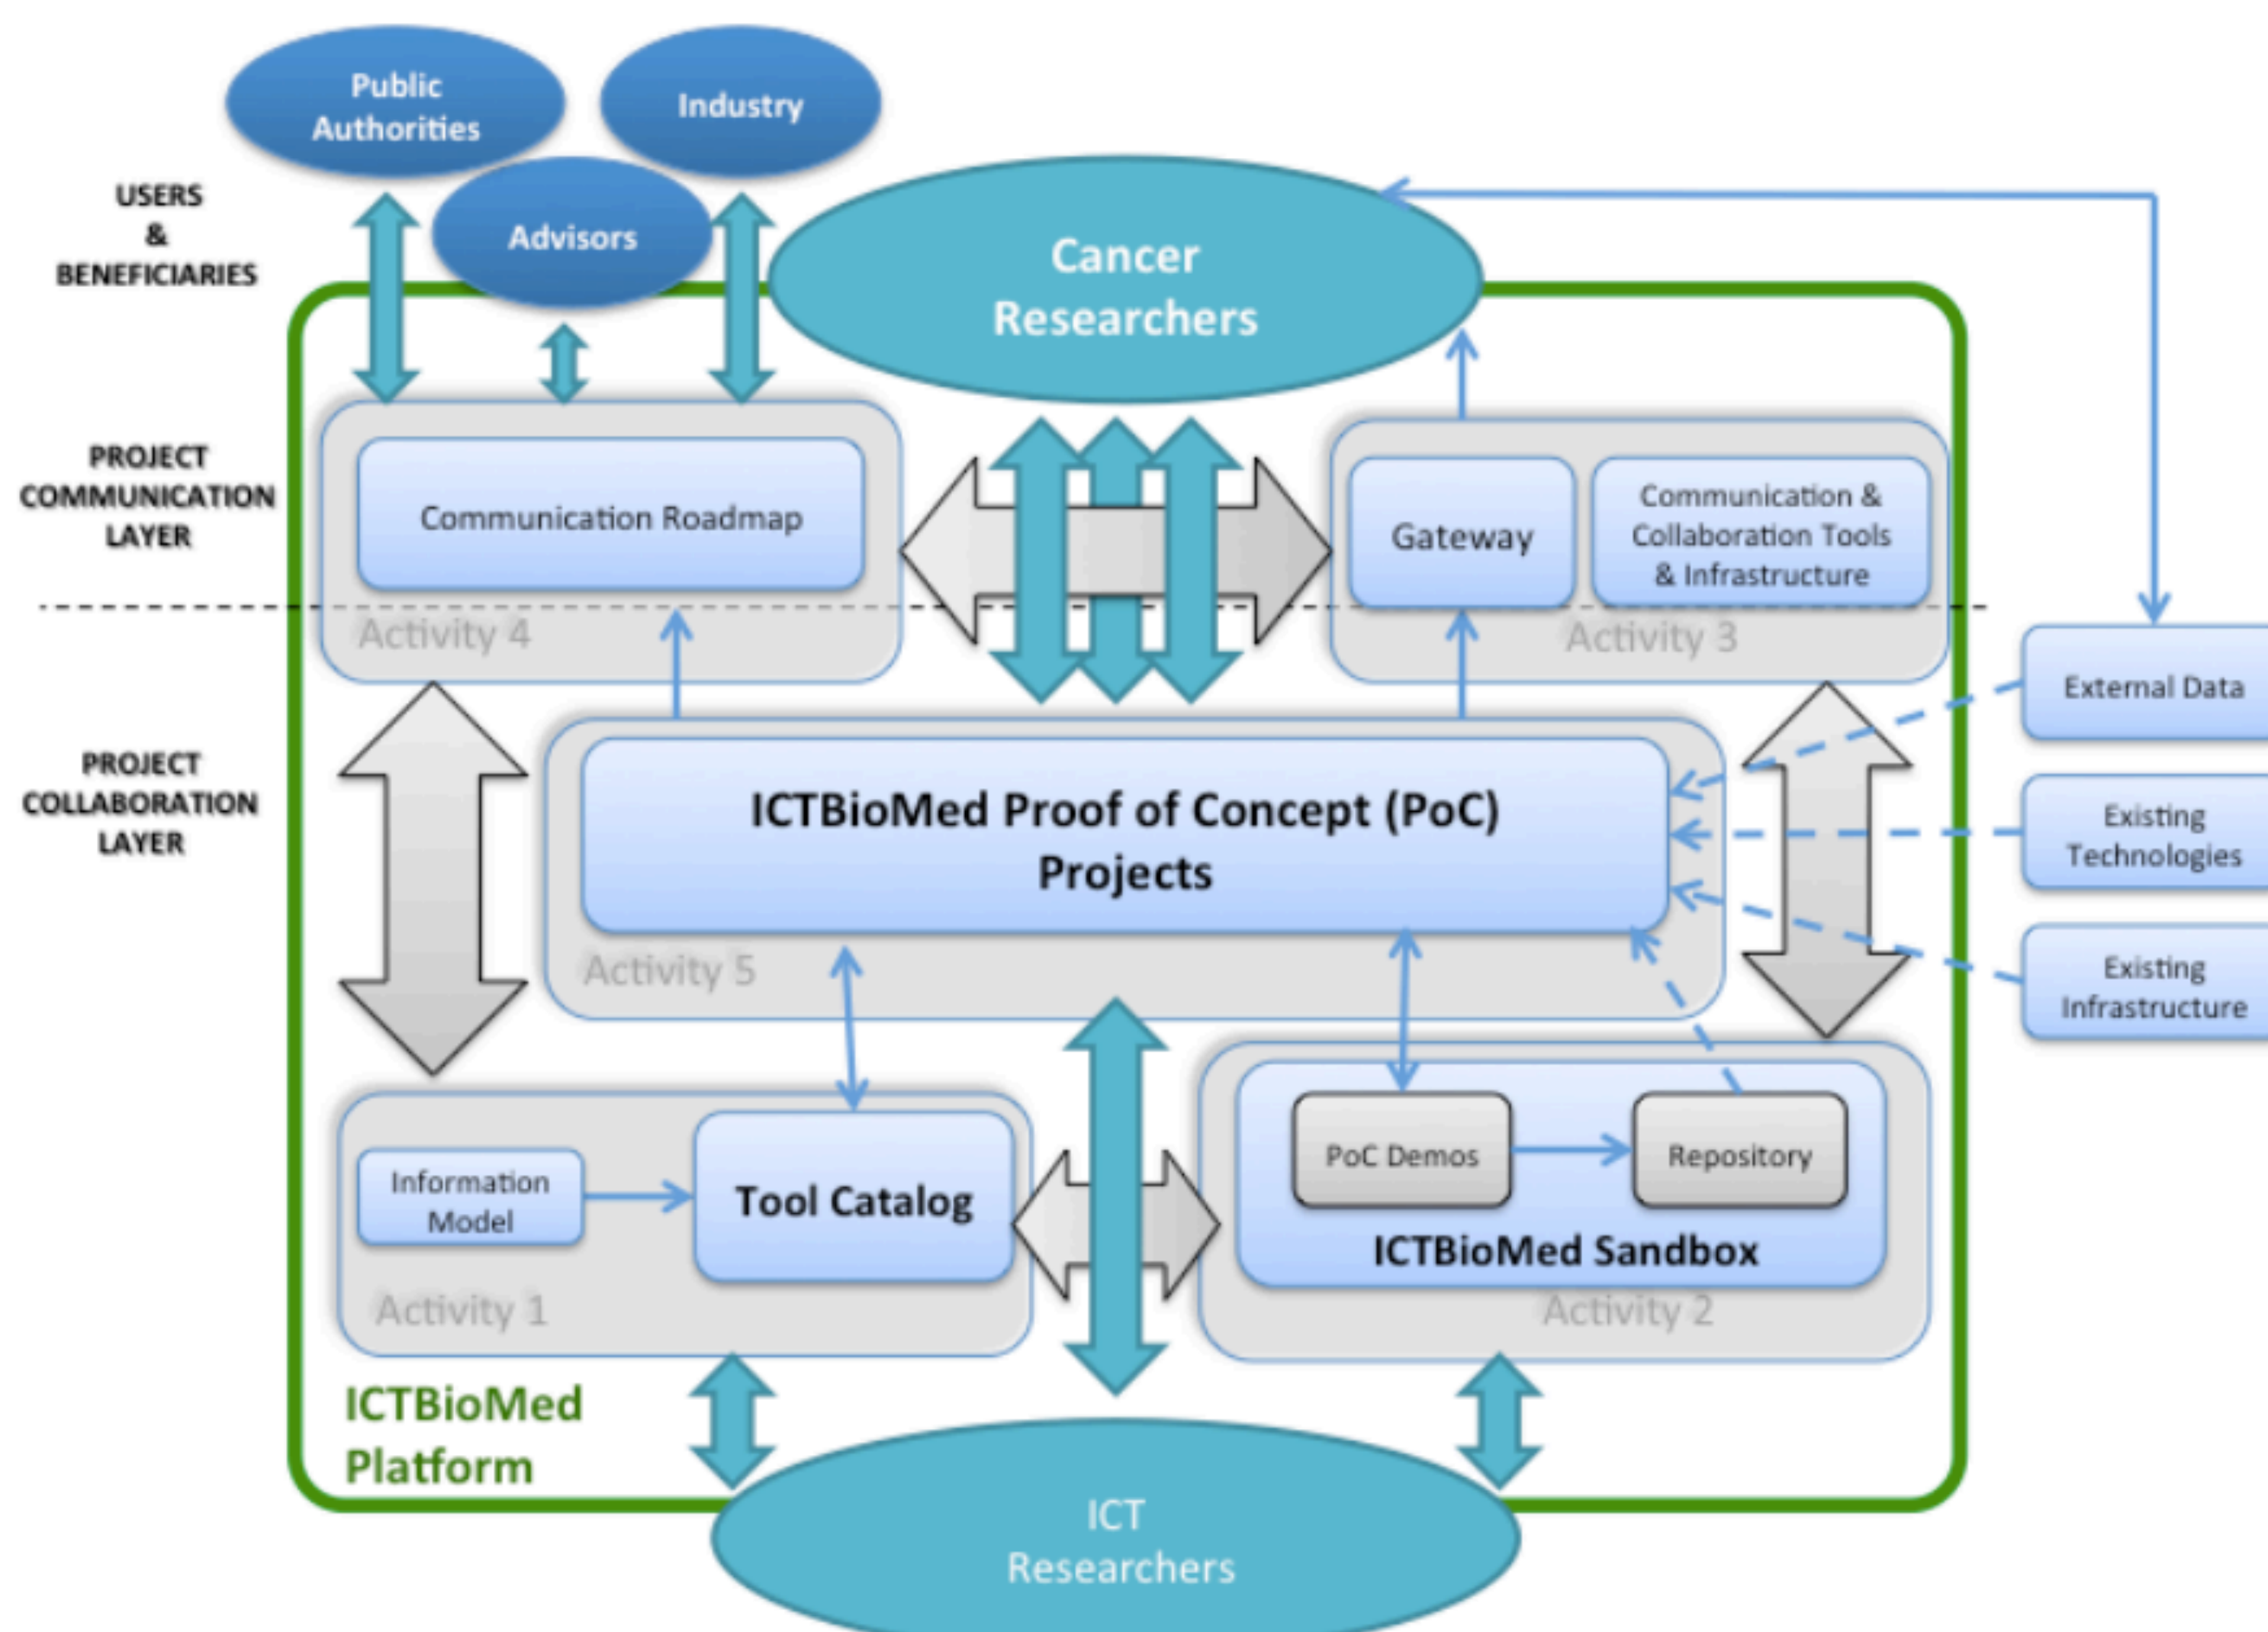 Public
Authorities
Industry
Advisors
USERS
&
BENEFICIARIES
Cancer
Researchers
PROJECT
COMMUNICATION
LAYER
Communication Roadmap
Activity 4
Gateway
Communication &
Collaboration Tools
& Infrastructure
Activity 3
External Data
PROJECT
COLLABORATION
LAYER
ICTBioMed Proof of Concept (PoC)
Projects
Activity 5
Existing
Technologies
Existing
Infrastructure
Information
Model
Tool Catalog
Activity 1
PoC Demos
Repository
ICTBioMed Sandbox
Activity 2
ICTBioMed
Platform
ICT
Researchers